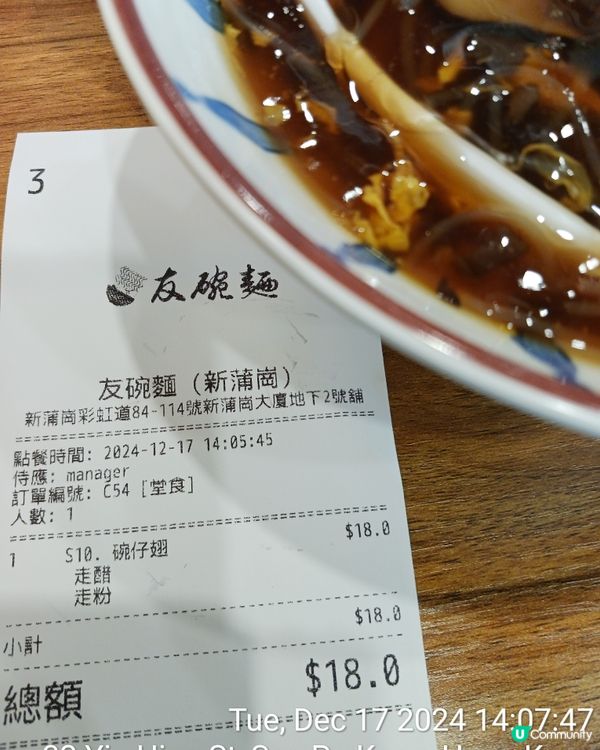 3
友碗麵
友碗麵 (新蒲崗)
新蒲崗彩虹道84-114號新蒲崗大廈地下2號舖
點餐時間: 2024-12-17 14:05:45
侍應: manager
訂單編號: C54 [堂食]
人數: 1
1 S10. 碗仔翅 $18.0
走醋
走粉
小計 $18.0
總額 $18.0
Tue, Dec 17 2024 14:07:47
U Community